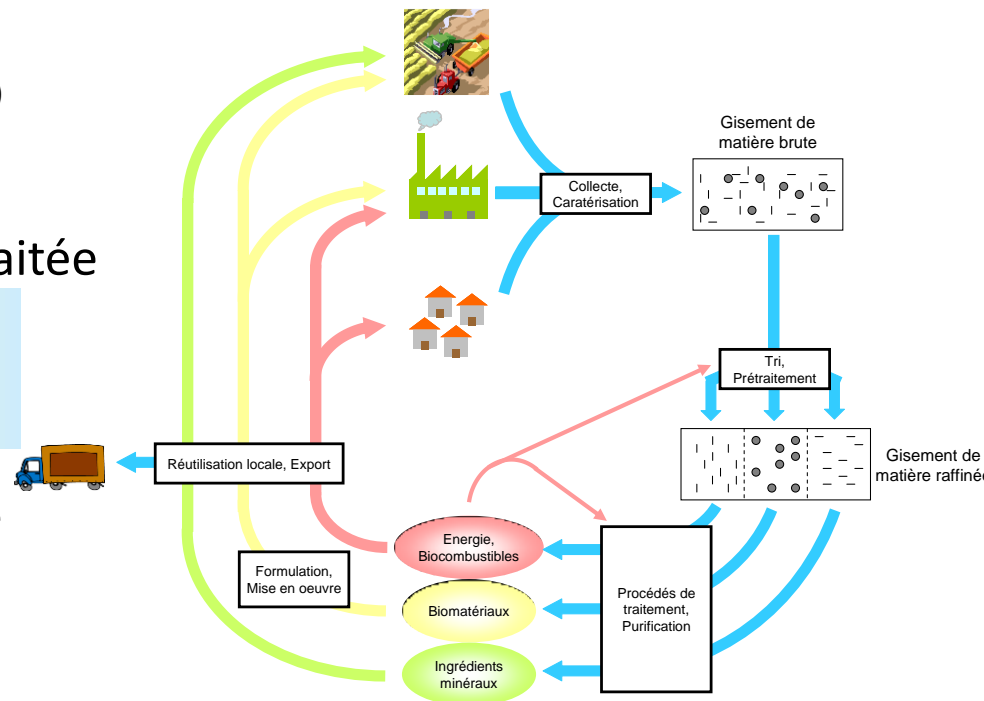 )
Gisement de
matière brute
Collecte,
Caratérisation
aitée
Tri,
Prétraitement
Gisement de
matière raffiné
Réutilisation locale, Export
Energie,
Biocombustibles
Formulation,
Mise en oeuvre
Procédés de
traitement,
Purification
Biomatériaux
Ingrédients
minéraux